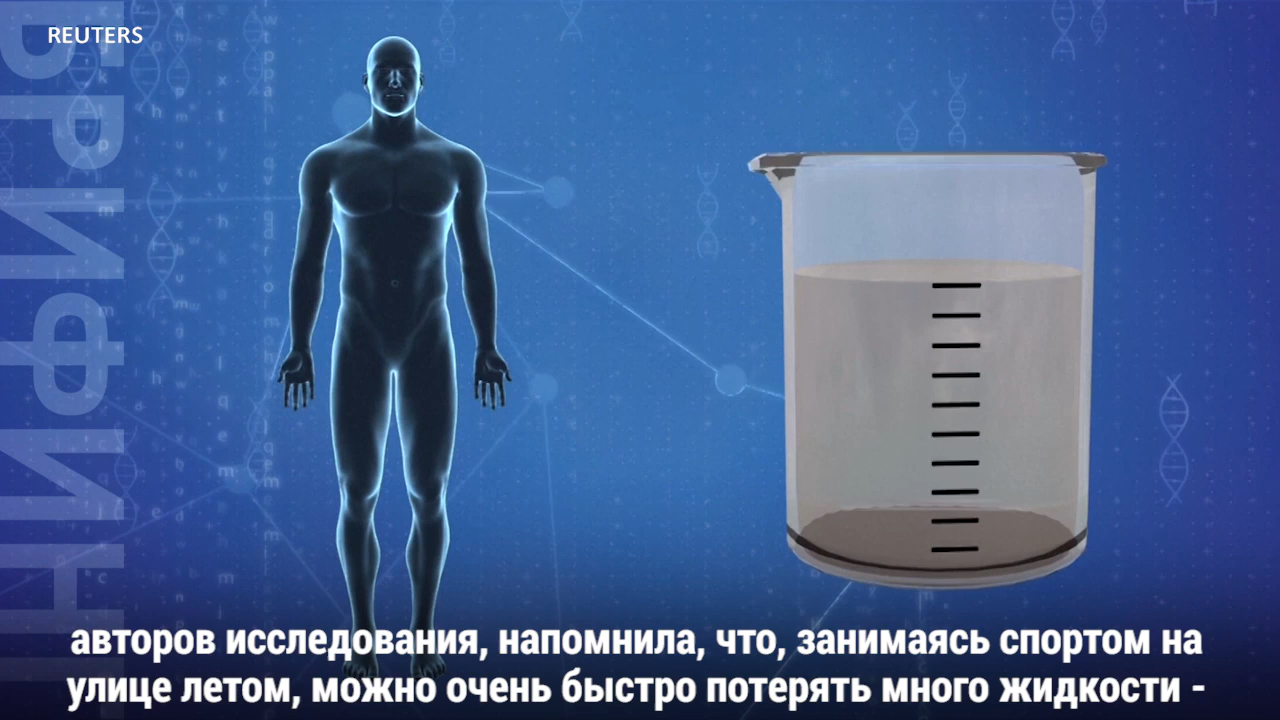 REUTERS
БРИФИНГ
авторов исследования, напомнила, что, занимаясь спортом на
улице летом, можно очень быстро потерять много жидкости -